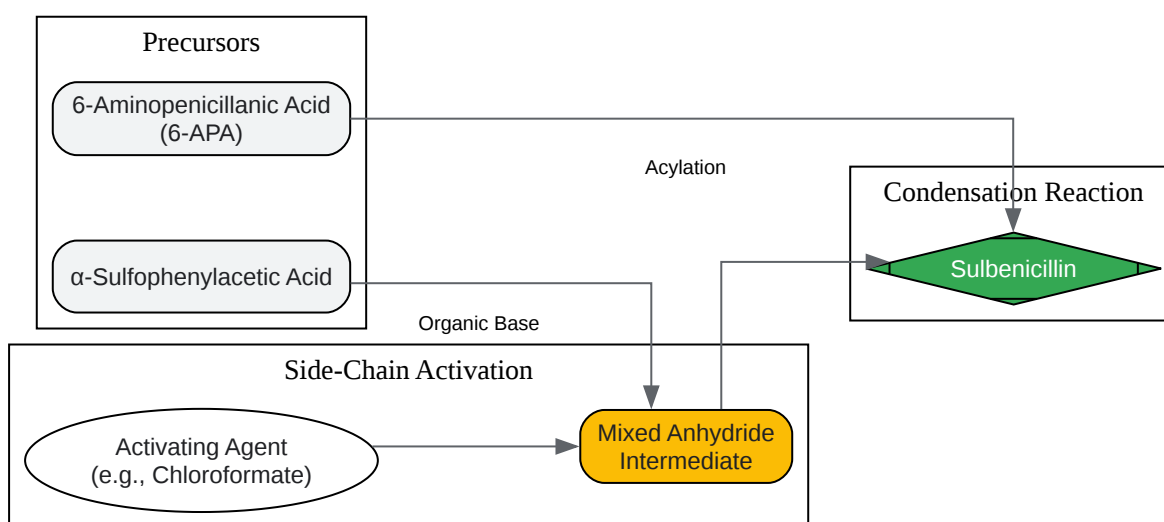 Precursors
6-Aminopenicillanic Acid
(6-APA)
Acylation
Condensation Reaction
α-Sulfophenylacetic Acid
Sulbenicillin
Organic Base
Side-Chain Activation
Activating Agent
(e.g., Chloroformate)
Mixed Anhydride
Intermediate